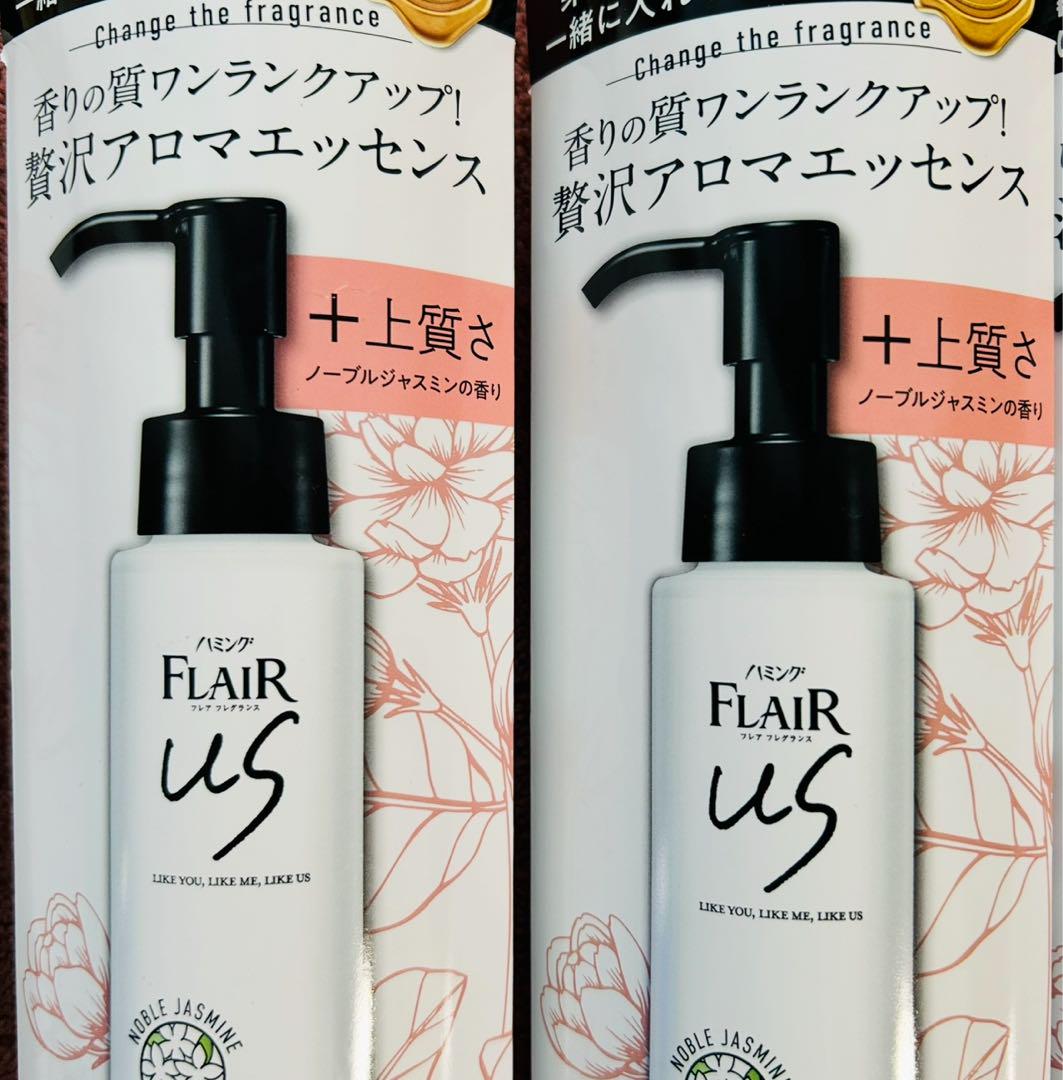 Change the fragrance
香りの質ワンランクアップ!
贅沢アロマエッセンス
+上質さ
ノーブルジャスミンの香り
ハミング
FLAIR
フレア フレグランス
us
LIKE YOU, LIKE ME, LIKE US
NOBLE JASMINE
一緒に入れ
Change the fragrance
香りの質ワンランクアップ!
贅沢アロマエッセンス
+上質さ
ノーブルジャスミンの香り
ハミング
FLAIR
フレア フレグランス
us
LIKE YOU, LIKE ME, LIKE US
NOBLE JASMINE